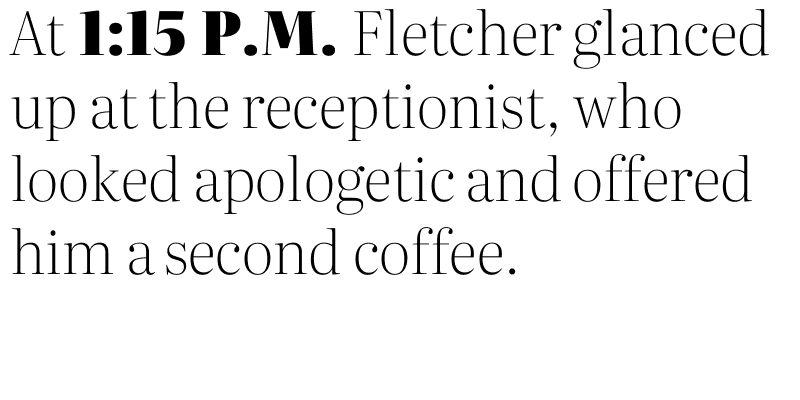 At 1:15 P.M. Fletcher glanced
up at the receptionist, who
looked apologetic and offered
him a second coffee.